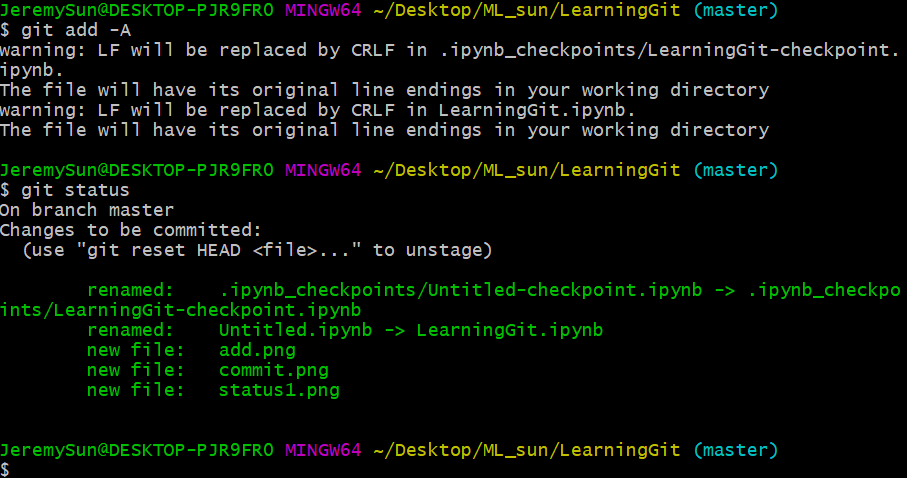 JeremySun@DESKTOP-PJR9FR0 MINGW64 ~/Desktop/ML_sun/LearningGit (master)
$ git add -A
warning: LF will be replaced by CRLF in .ipynb_checkpoints/LearningGit-checkpoint.
ipynb.
The file will have its original line endings in your working directory
warning: LF will be replaced by CRLF in LearningGit.ipynb.
The file will have its original line endings in your working directory
JeremySun@DESKTOP-PJR9FR0 MINGW64 ~/Desktop/ML_sun/LearningGit (master)
$ git status
On branch master
Changes to be committed:
  (use "git reset HEAD <file>..." to unstage)
        renamed:    .ipynb_checkpoints/Untitled-checkpoint.ipynb -> .ipynb_checkpo
ints/LearningGit-checkpoint.ipynb
        renamed:    Untitled.ipynb -> LearningGit.ipynb
        new file:   add.png
        new file:   commit.png
        new file:   status1.png
JeremySun@DESKTOP-PJR9FR0 MINGW64 ~/Desktop/ML_sun/LearningGit (master)
$